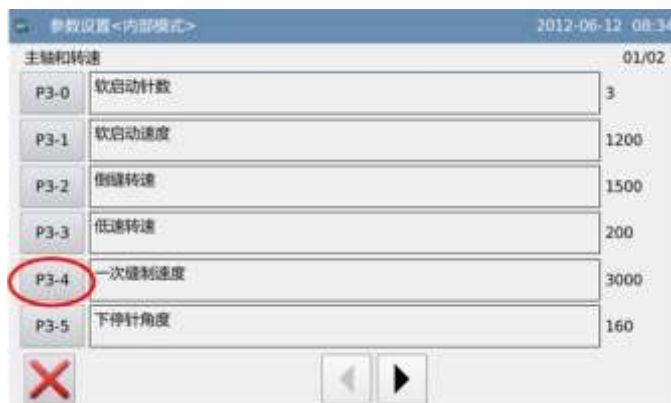 参数设置<内部模式> 2012-06-12 08:34
主轴和转速 01/02
P3-0 软启动针数 3
P3-1 软启动速度 1200
P3-2 倒缝转速 1500
P3-3 低速转速 200
P3-4 一次缝制速度 3000
P3-5 下停针角度 160